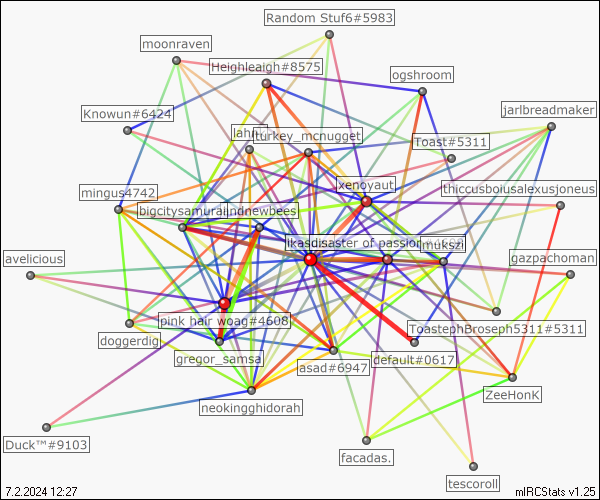 Random Stuf6#5983
moonraven
Heighleaigh#8575
ogshroom
Knowun#6424
jarlbreadmaker
turkey_mcnugget
Toast#5311
xenoyaut
thiccusboiusalexusjoneus
mingus4742
bigcitysamurai
indnewbees
disaster of passion
mukszi
gazpachoman
avelicious
pink hair woag#4608
ToastephBroseph5311#5311
doggerdig
gregor_samsa
asad#6947
default#0617
ZeeHonK
neokingghidorah
Duck™#9103
facadas.
tescoroll
7.2.2024 12:27
mIRCStats v1.25